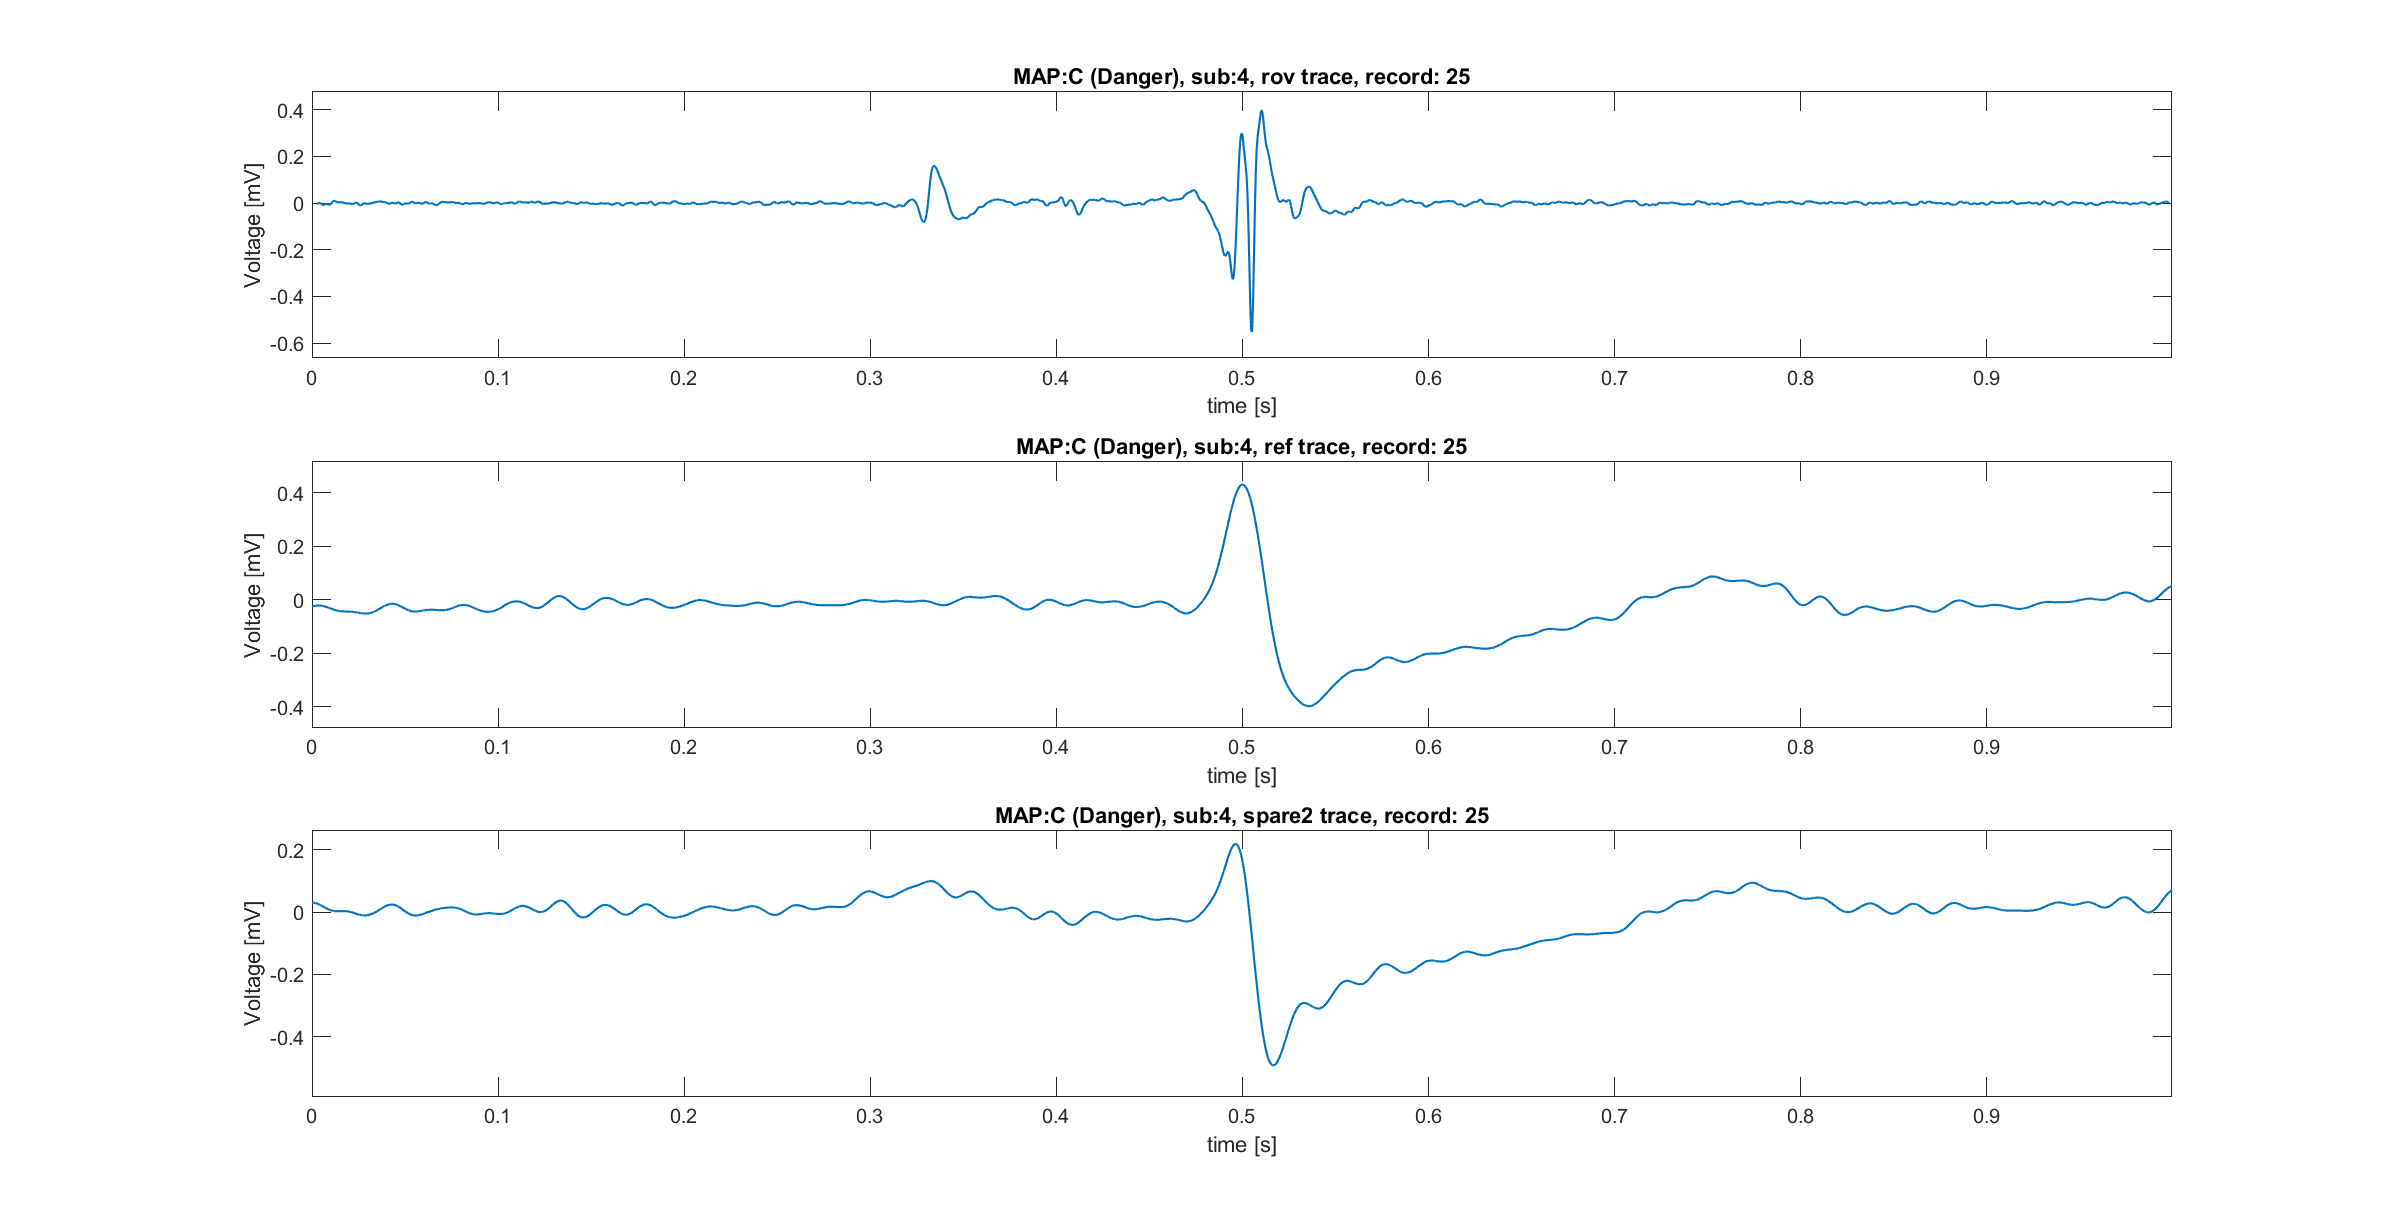 MAP:C (Danger), sub:4, rov trace, record: 25
0.4
0.2
0
-0.2
-0.4
-0.6
Voltage [mV]
0 0.1 0.2 0.3 0.4 0.5 0.6 0.7 0.8 0.9
time [s]
MAP:C (Danger), sub:4, ref trace, record: 25
0.4
0.2
0
-0.2
-0.4
Voltage [mV]
0 0.1 0.2 0.3 0.4 0.5 0.6 0.7 0.8 0.9
time [s]
MAP:C (Danger), sub:4, spare2 trace, record: 25
0.2
0
-0.2
-0.4
Voltage [mV]
0 0.1 0.2 0.3 0.4 0.5 0.6 0.7 0.8 0.9
time [s]